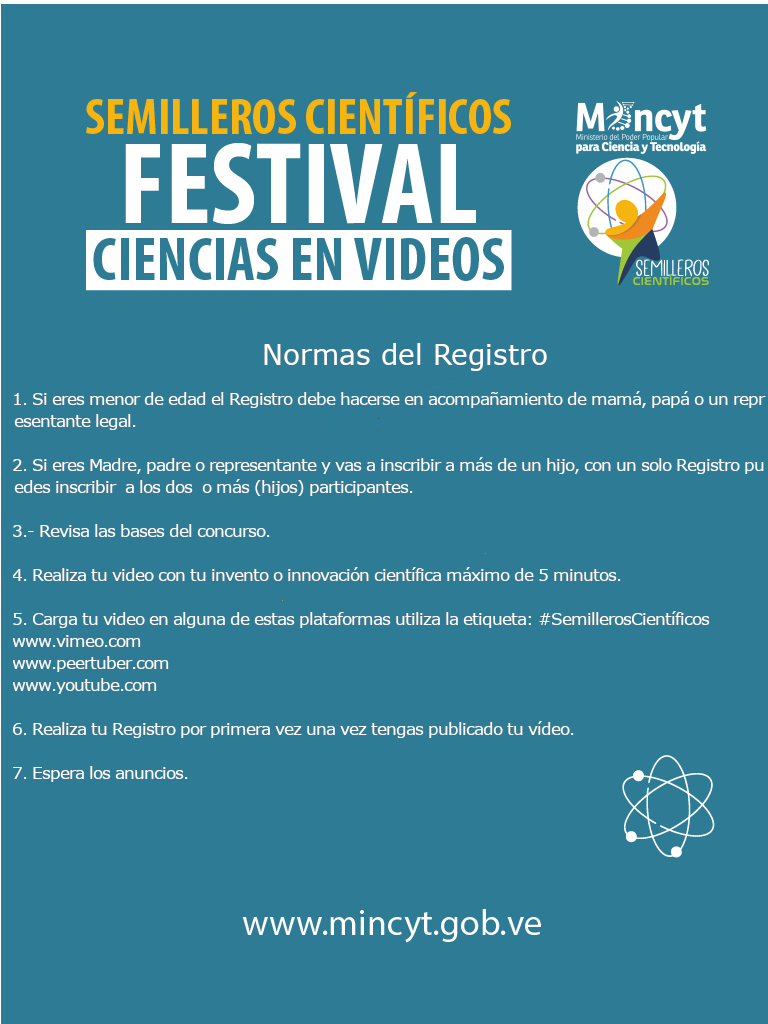 SEMILLEROS CIENTÍFICOS
FESTIVAL
CIENCIAS EN VIDEOS
Mincyt
Ministerio del Poder Popular
para Ciencia y Tecnología
SEMILLEROS
CIENTÍFICOS
Normas del Registro
1. Si eres menor de edad el Registro debe hacerse en acompañamiento de mamá, papá o un repr
esentante legal.
2. Si eres Madre, padre o representante y vas a inscribir a más de un hijo, con un solo Registro pu
edes inscribir  a los dos  o más (hijos) participantes.
3.- Revisa las bases del concurso.
4. Realiza tu video con tu invento o innovación científica máximo de 5 minutos.
5. Carga tu video en alguna de estas plataformas utiliza la etiqueta: #SemillerosCientíficos
www.vimeo.com
www.peertuber.com
www.youtube.com
6. Realiza tu Registro por primera vez una vez tengas publicado tu vídeo.
7. Espera los anuncios.
www.mincyt.gob.ve